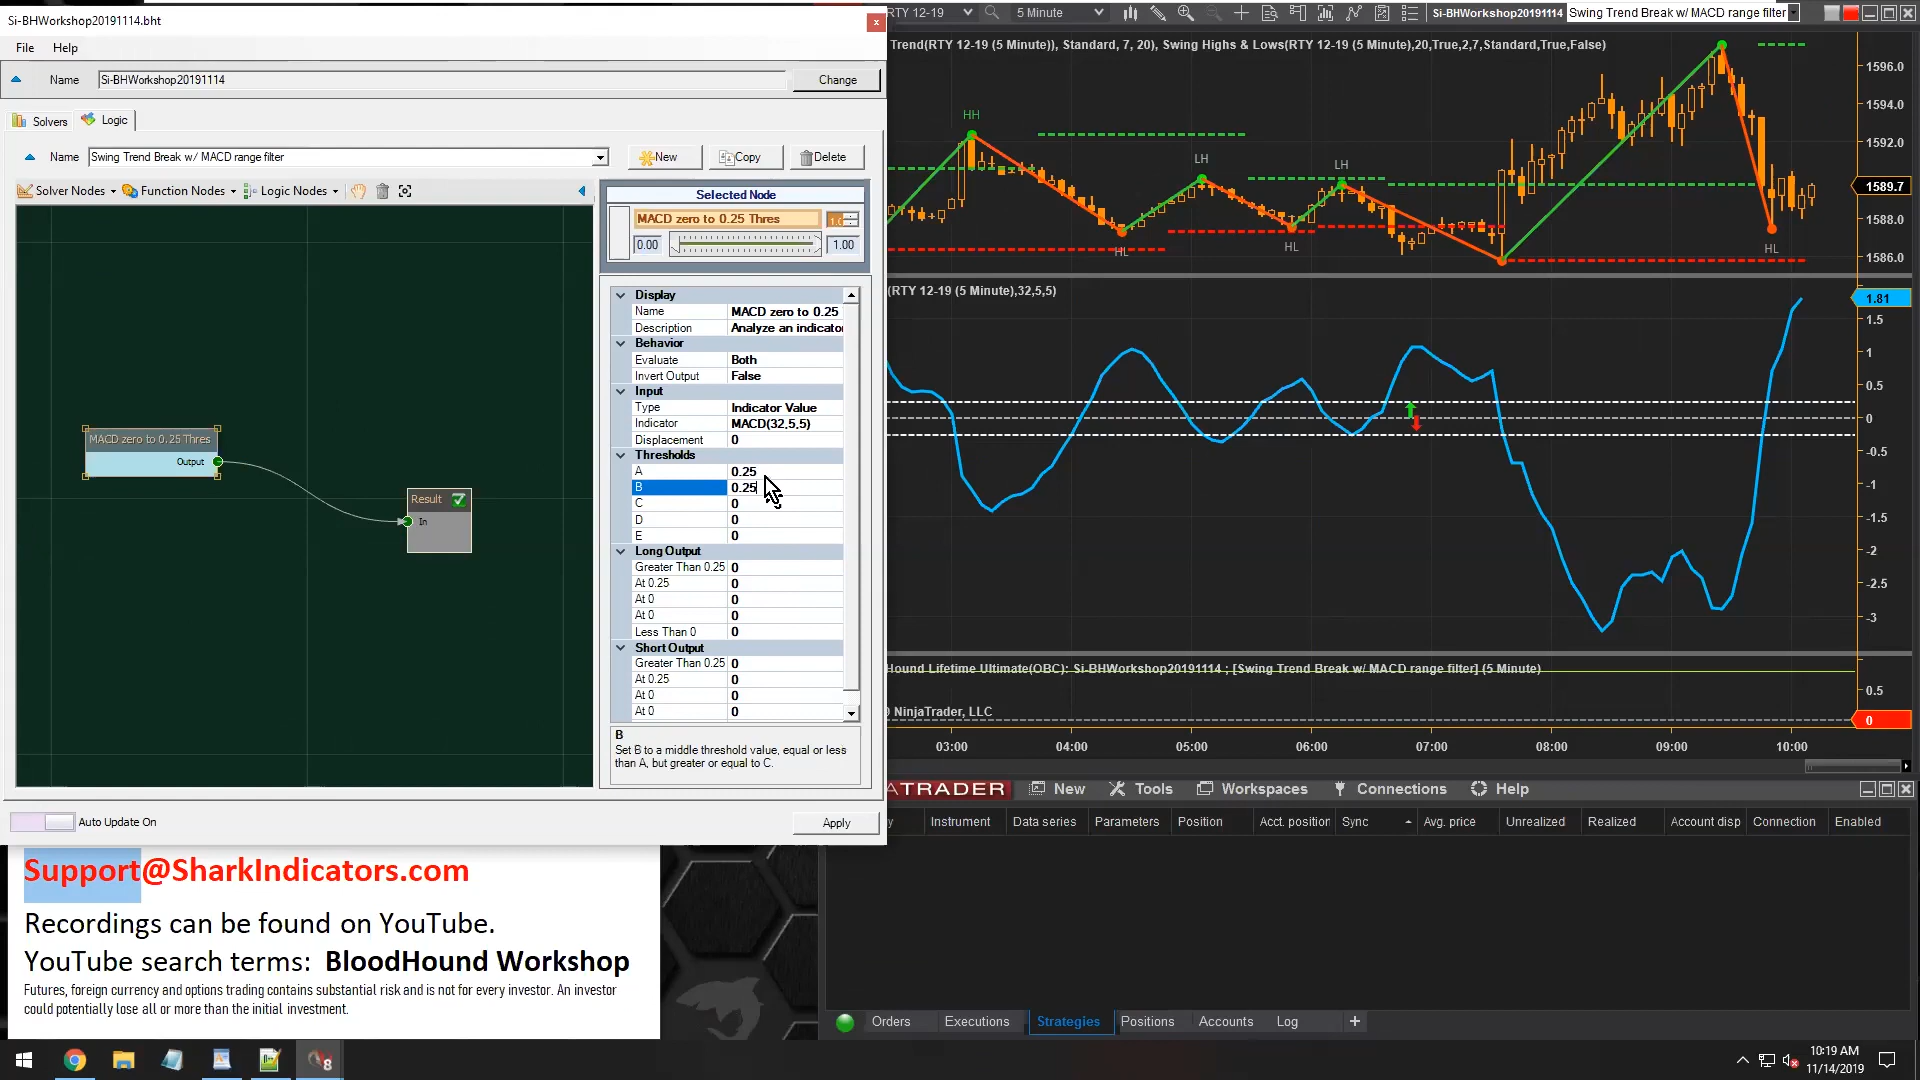 Si-BHWorkshop20191114.bht
File Help
Name Si-BHWorkshop20191114 Change
Solvers Logic
Name Swing Trend Break w/ MACD range filter New Copy Delete
Solver Nodes Function Nodes Logic Nodes
MACD zero to 0.25 Thres
Output
Result
In
Selected Node
MACD zero to 0.25 Thres
0.00 1.00
Display
Name MACD zero to 0.25
Description Analyze an indicato
Behavior
Evaluate Both
Invert Output False
Input
Type Indicator Value
Indicator MACD(32,5,5)
Displacement 0
Thresholds
A 0.25
B 0.25
C 0
D 0
E 0
Long Output
Greater Than 0.25 0
At 0.25 0
At 0 0
At 0 0
Less Than 0 0
Short Output
Greater Than 0.25 0
At 0.25 0
At 0 0
At 0 0
B
Set B to a middle threshold value, equal or less
than A, but greater or equal to C.
Auto Update On Apply
RTY 12-19 5 Minute Si-BHWorkshop20191114 Swing Trend Break w/ MACD range filter
Trend(RTY 12-19 (5 Minute)), Standard, 7, 20), Swing Highs & Lows(RTY 12-19 (5 Minute),20,True,2,7,Standard,True,False)
HH
LH
LH
HL
HL
HL
1596.0
1594.0
1592.0
1589.7
1588.0
1586.0
(RTY 12-19 (5 Minute),32,5,5)
1.81
1.5
1
0.5
0
-0.5
-1
-1.5
-2
-2.5
-3
Hound Lifetime Ultimate(OBC): Si-BHWorkshop20191114 ; [Swing Trend Break w/ MACD range filter] (5 Minute)
0.5
NinjaTrader, LLC
0
03:00 04:00 05:00 06:00 07:00 08:00 09:00 10:00
ATRADER New Tools Workspaces Connections Help
y Instrument Data series Parameters Position Acct. position Sync Avg. price Unrealized Realized Account disp Connection Enabled
Orders Executions Strategies Positions Accounts Log +
Support@SharkIndicators.com
Recordings can be found on YouTube.
YouTube search terms: BloodHound Workshop
Futures, foreign currency and options trading contains substantial risk and is not for every investor. An investor
could potentially lose all or more than the initial investment.
8
10:19 AM
11/14/2019